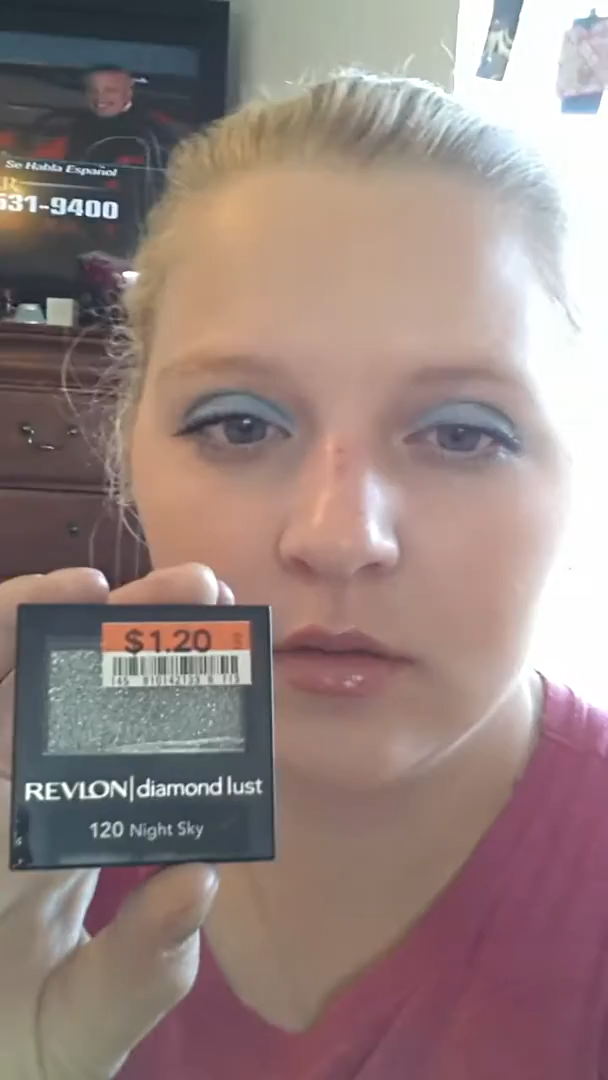 Se Habla Español
531-9400
$1.20
REVLON|diamond lust
120 Night Sky